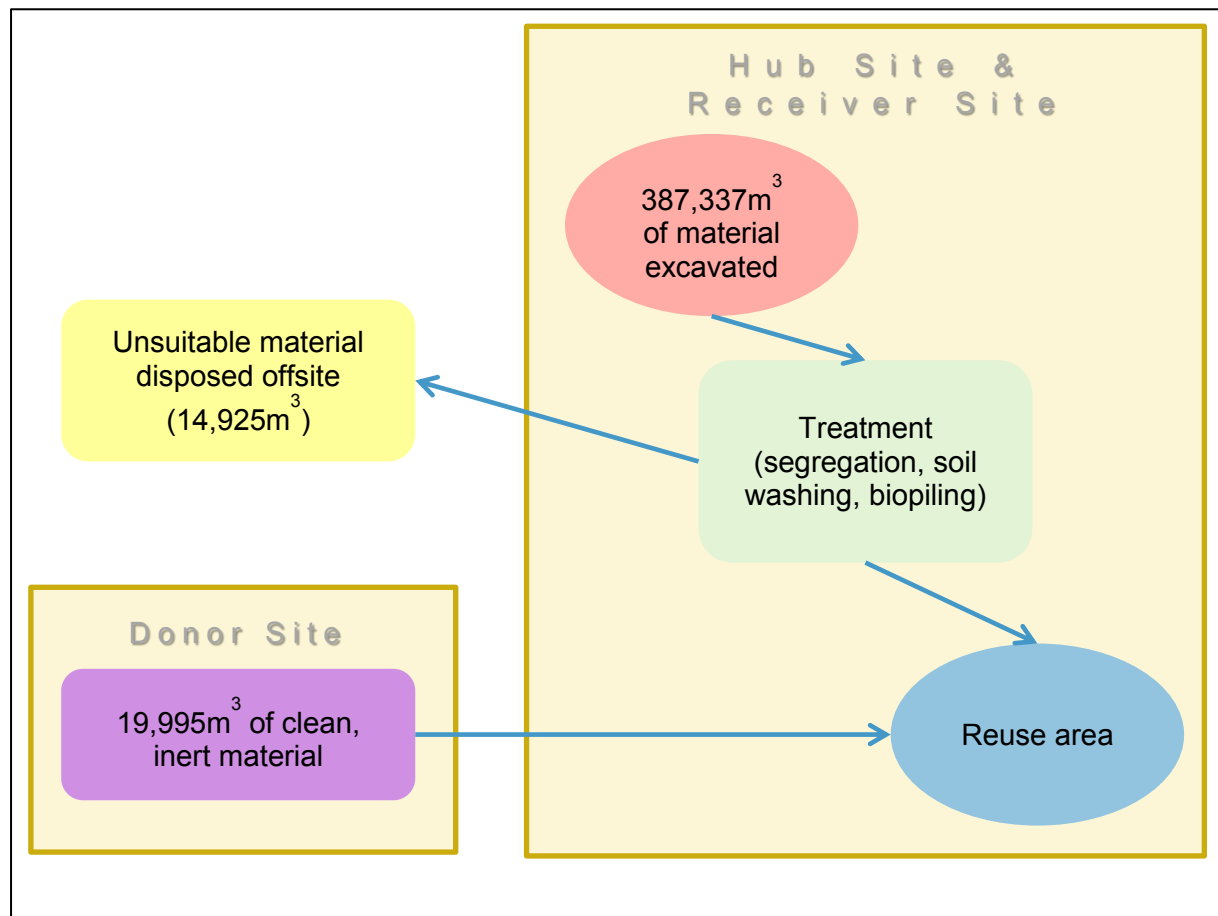 Hub Site &
Receiver Site
387,337m³
of material
excavated
Unsuitable material
disposed offsite
(14,925m³)
Treatment
(segregation, soil
washing, biopiling)
Donor Site
19,995m³ of clean,
inert material
Reuse area